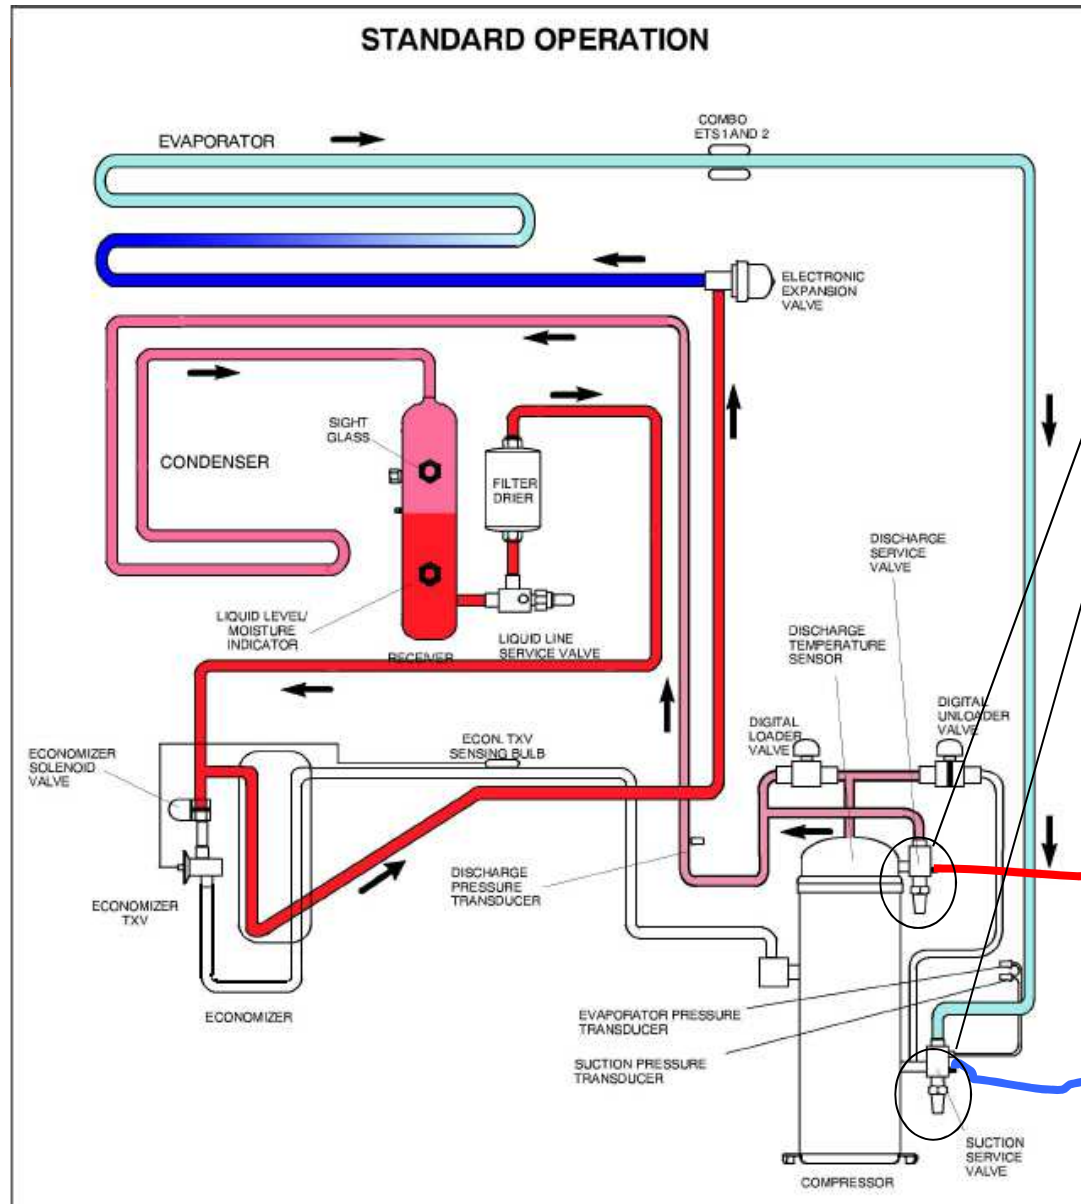 STANDARD OPERATION
COMBO
ETS 1 AND 2
EVAPORATOR
ELECTRONIC
EXPANSION
VALVE
SIGHT
GLASS
CONDENSER
FILTER
DRIER
DISCHARGE
SERVICE
VALVE
LIQUID LEVEL/
MOISTURE
INDICATOR
RECEIVER
LIQUID LINE
SERVICE VALVE
DISCHARGE
TEMPERATURE
SENSOR
DIGITAL
UNLOADER
VALVE
DIGITAL
LOADER
VALVE
ECON. TXV
SENSING BULB
ECONOMIZER
SOLENOID
VALVE
DISCHARGE
PRESSURE
TRANSDUCER
ECONOMIZER
TXV
ECONOMIZER
EVAPORATOR PRESSURE
TRANSDUCER
SUCTION PRESSURE
TRANSDUCER
SUCTION
SERVICE
VALVE
COMPRESSOR